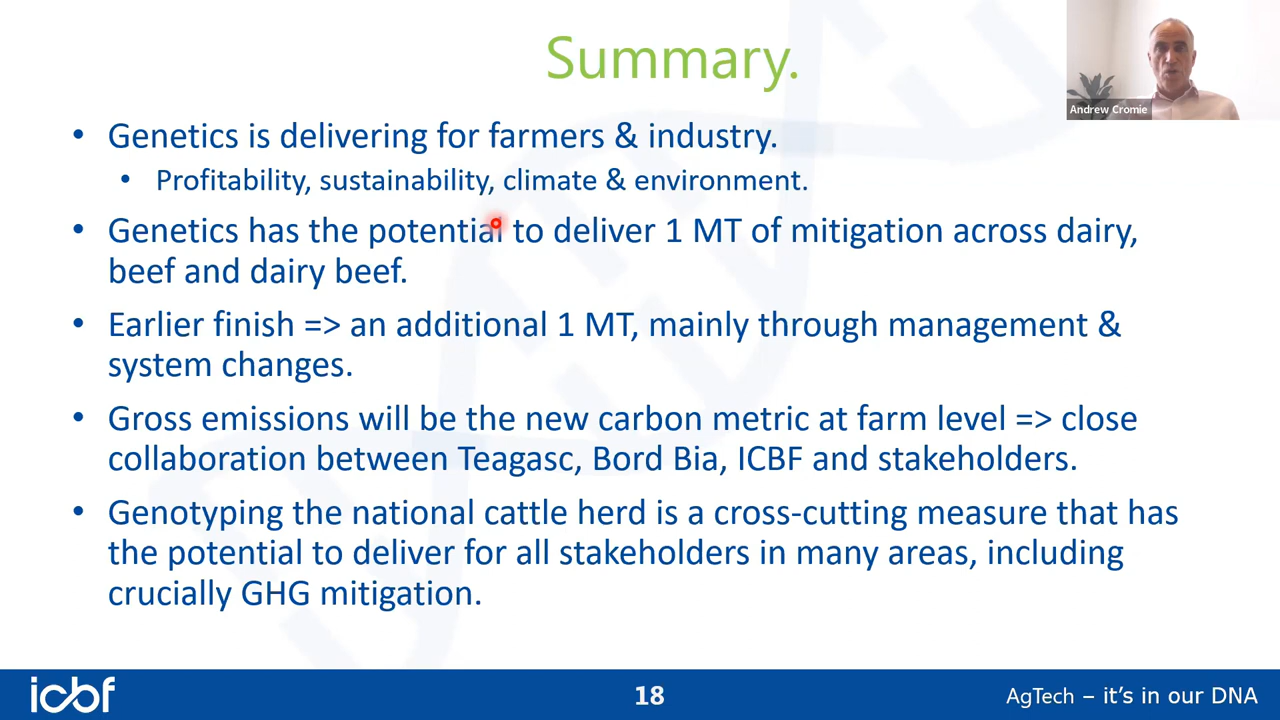 Summary.
Andrew Cromie
• Genetics is delivering for farmers & industry.
• Profitability, sustainability, climate & environment.
• Genetics has the potential to deliver 1 MT of mitigation across dairy,
beef and dairy beef.
• Earlier finish => an additional 1 MT, mainly through management &
system changes.
• Gross emissions will be the new carbon metric at farm level => close
collaboration between Teagasc, Bord Bia, ICBF and stakeholders.
• Genotyping the national cattle herd is a cross-cutting measure that has
the potential to deliver for all stakeholders in many areas, including
crucially GHG mitigation.
icbf
18
AgTech – it’s in our DNA